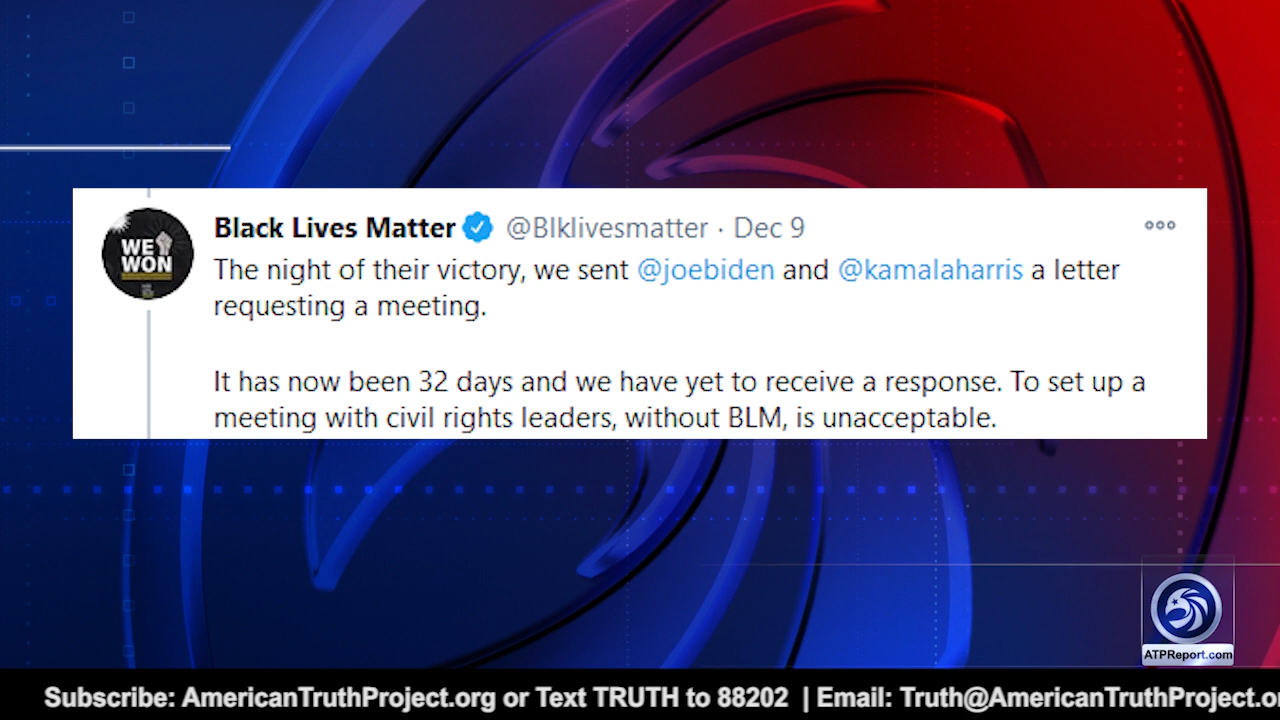 WE
WON
Black Lives Matter @Blklivesmatter · Dec 9
The night of their victory, we sent @joebiden and @kamalaharris a letter
requesting a meeting.
It has now been 32 days and we have yet to receive a response. To set up a
meeting with civil rights leaders, without BLM, is unacceptable.
ATPReport.com
Subscribe: AmericanTruthProject.org or Text TRUTH to 88202 | Email: Truth@AmericanTruthProject.o